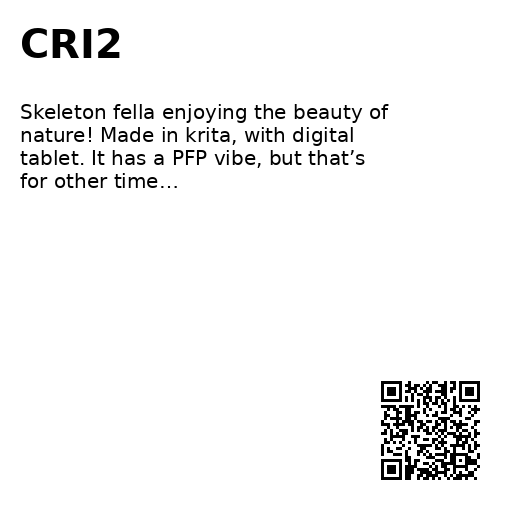 CRI2
Skeleton fella enjoying the beauty of
nature! Made in krita, with digital
tablet. It has a PFP vibe, but that’s
for other time…